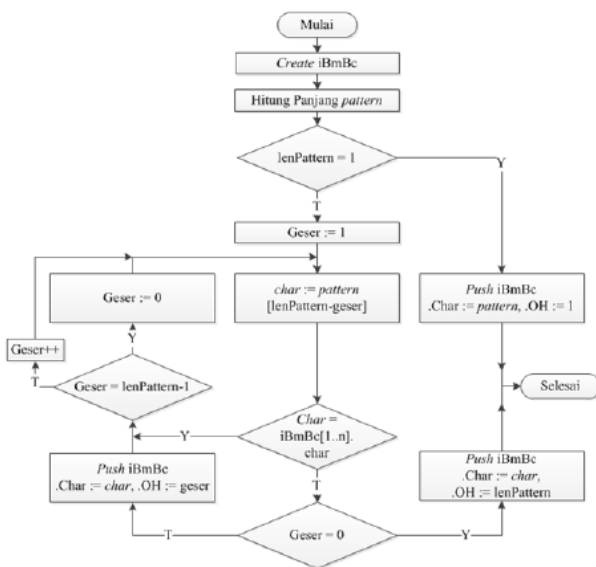 Mulai
Create iBmBc
Hitung Panjang pattern
lenPattern = 1
Y
T
Geser := 1
Geser := 0
char := pattern
[lenPattern-geser]
Push iBmBc
.Char := pattern, .OH := 1
Geser++
Y
T
Geser = lenPattern-1
Selesai
Char =
iBmBc[1..n].
char
Y
T
Push iBmBc
.Char := char, .OH := geser
Push iBmBc
.Char := char,
.OH := lenPattern
T
Geser = 0
Y